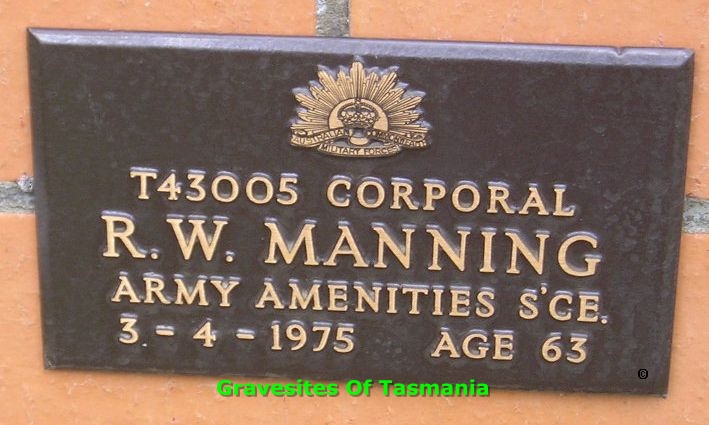 AUSTRALIAN COMMONWEALTH
MILITARY FORCES
T43005 CORPORAL
R.W. MANNING
ARMY AMENITIES S'CE.
3 - 4 - 1975 AGE 63
©
Gravesites Of Tasmania